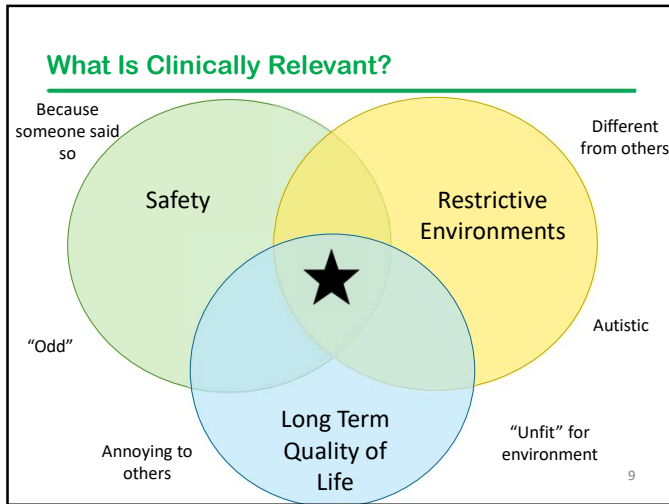 What Is Clinically Relevant?
Because
someone said
so
Different
from others
Safety
Restrictive
Environments
"Odd"
Autistic
Long Term
Quality of
Life
Annoying to
others
"Unfit" for
environment
9